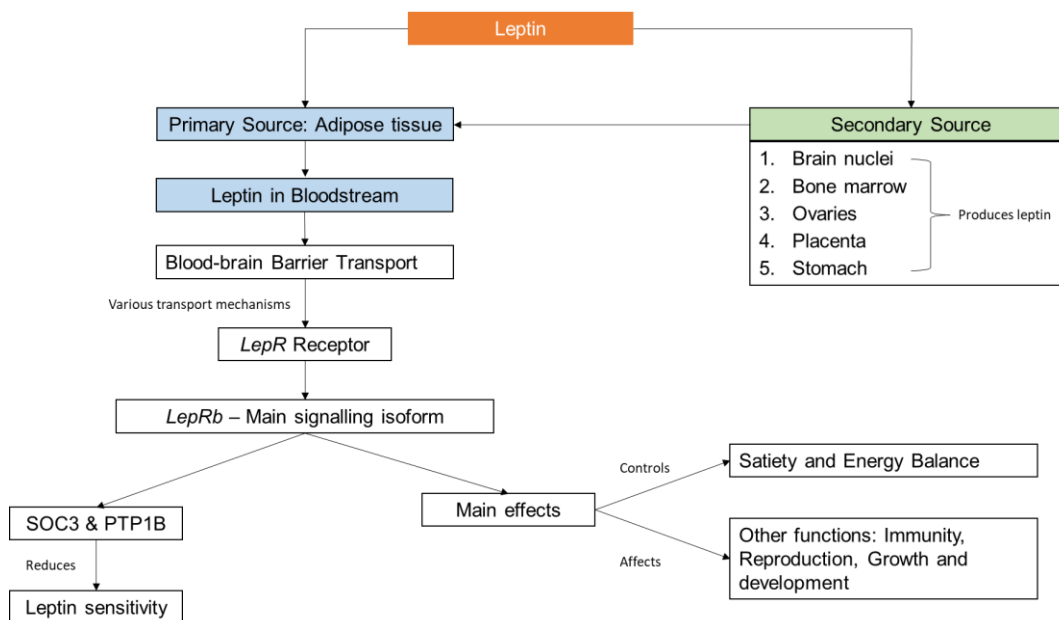 Leptin
Primary Source: Adipose tissue
Secondary Source
1. Brain nuclei
2. Bone marrow
3. Ovaries
4. Placenta
5. Stomach
Produces leptin
Leptin in Bloodstream
Blood-brain Barrier Transport
Various transport mechanisms
LepR Receptor
LepRb – Main signalling isoform
SOC3 & PTP1B
Reduces
Leptin sensitivity
Main effects
Controls
Satiety and Energy Balance
Affects
Other functions: Immunity,
Reproduction, Growth and
development